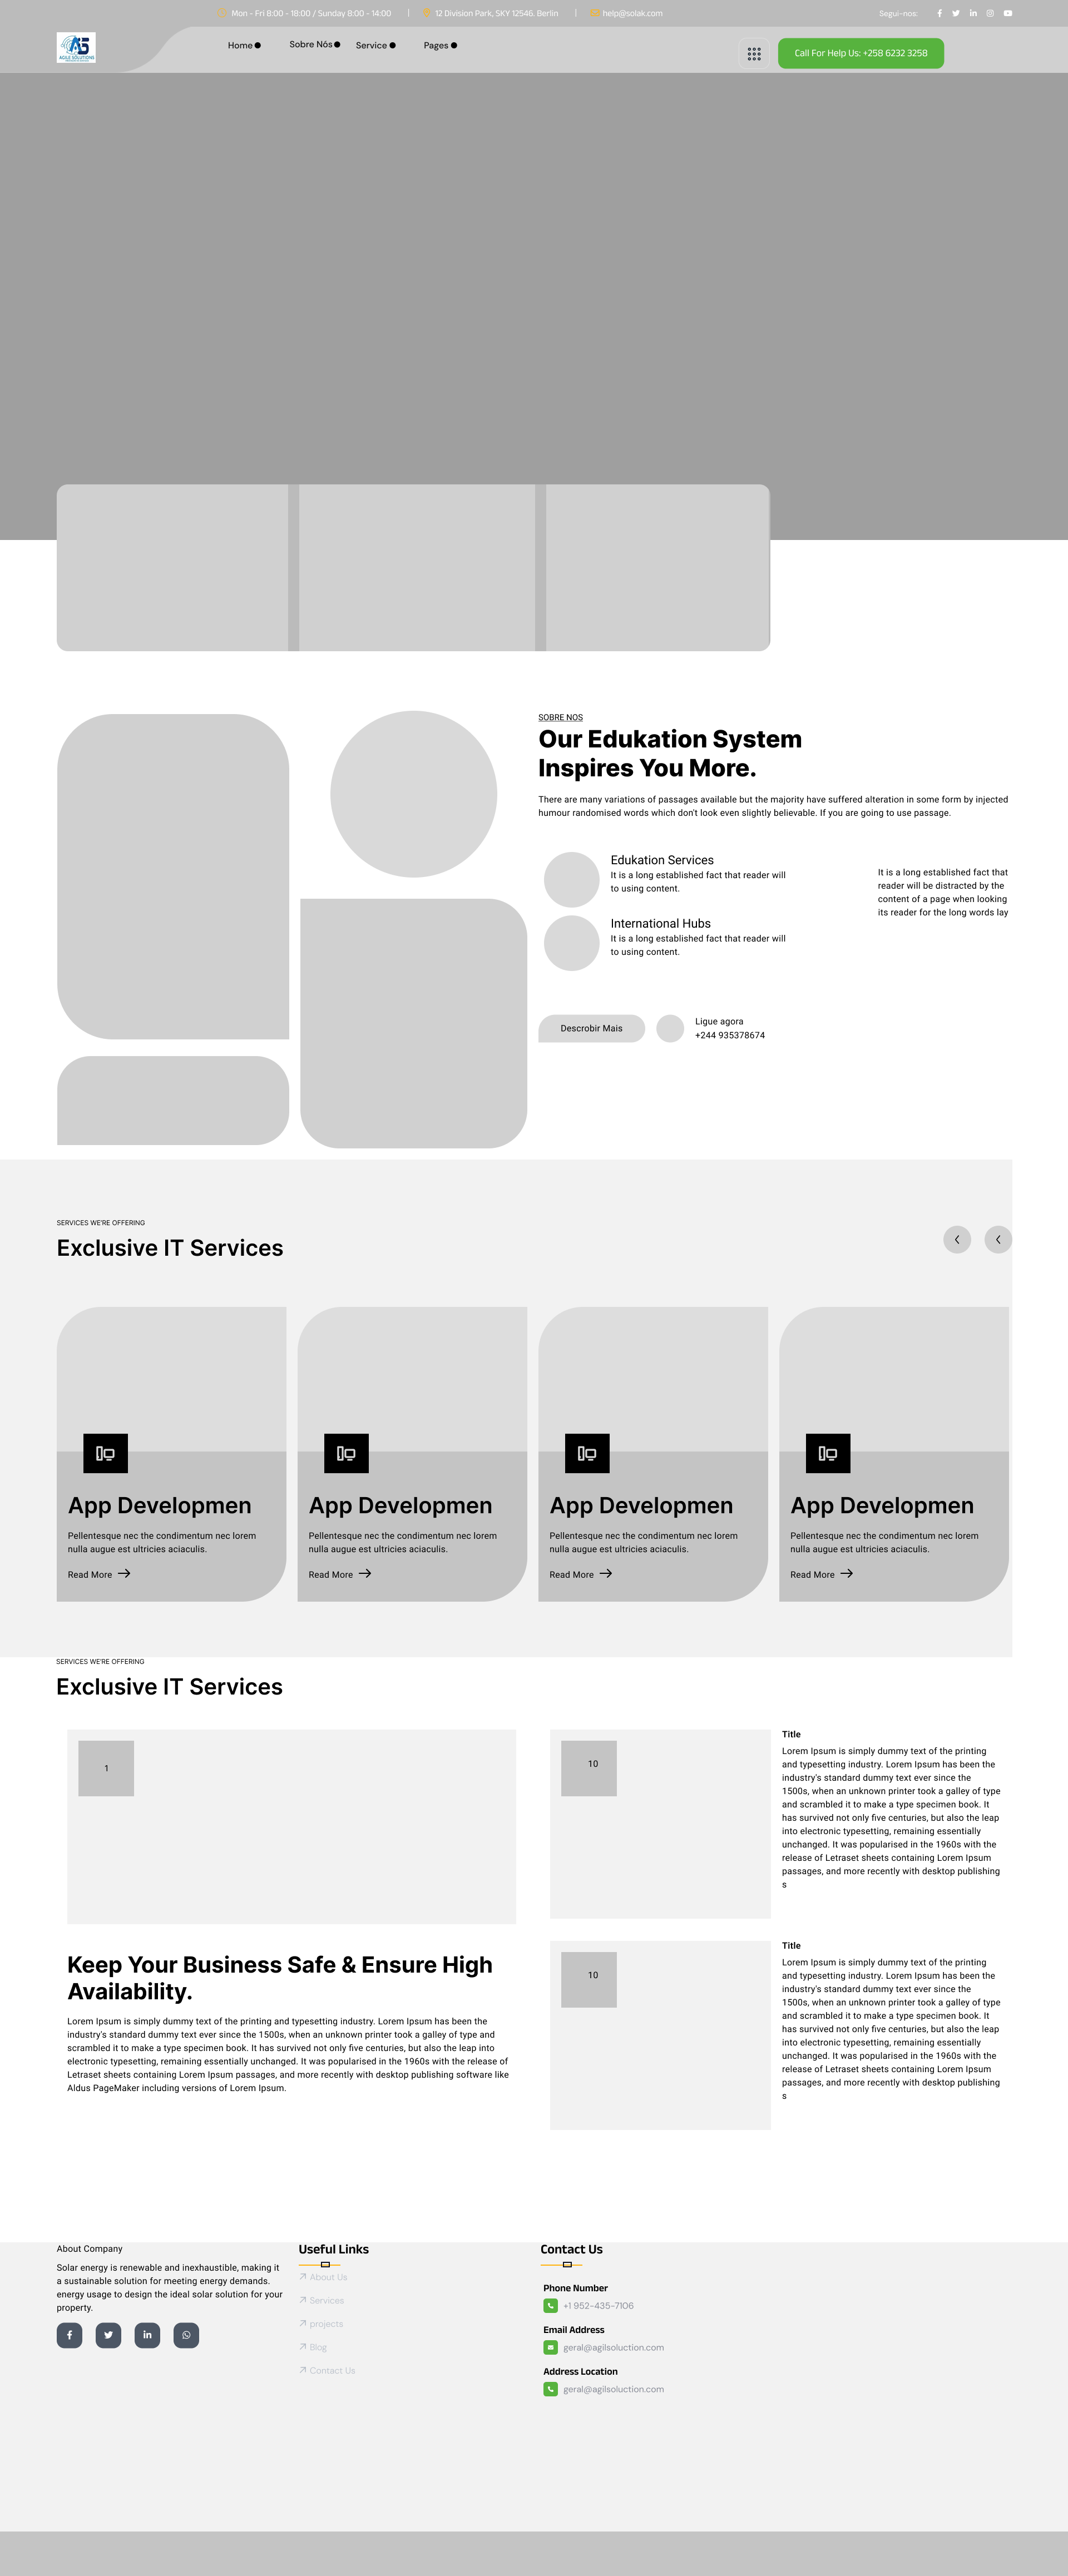 Mon - Fri 8:00 - 18:00 / Sunday 8:00 - 14:00
12 Division Park, SKY 12546. Berlin
help@solak.com
Segui-nos:
AGILE SOLUTIONS
Home
Sobre Nós
Service
Pages
Call For Help Us: +258 6232 3258
SOBRE NOS
Our Edukation System
Inspires You More.
There are many variations of passages available but the majority have suffered alteration in some form by injected
humour randomised words which don't look even slightly believable. If you are going to use passage.
Edukation Services
It is a long established fact that reader will
to using content.
International Hubs
It is a long established fact that reader will
to using content.
It is a long established fact that
reader will be distracted by the
content of a page when looking
its reader for the long words lay
Descrobir Mais
Ligue agora
+244 935378674
SERVICES WE'RE OFFERING
Exclusive IT Services
App Developmen
Pellentesque nec the condimentum nec lorem
nulla augue est ultricies aciaculis.
Read More
App Developmen
Pellentesque nec the condimentum nec lorem
nulla augue est ultricies aciaculis.
Read More
App Developmen
Pellentesque nec the condimentum nec lorem
nulla augue est ultricies aciaculis.
Read More
App Developmen
Pellentesque nec the condimentum nec lorem
nulla augue est ultricies aciaculis.
Read More
SERVICES WE'RE OFFERING
Exclusive IT Services
1
Keep Your Business Safe & Ensure High
Availability.
Lorem Ipsum is simply dummy text of the printing and typesetting industry. Lorem Ipsum has been the
industry's standard dummy text ever since the 1500s, when an unknown printer took a galley of type and
scrambled it to make a type specimen book. It has survived not only five centuries, but also the leap into
electronic typesetting, remaining essentially unchanged. It was popularised in the 1960s with the release of
Letraset sheets containing Lorem Ipsum passages, and more recently with desktop publishing software like
Aldus PageMaker including versions of Lorem Ipsum.
10
Title
Lorem Ipsum is simply dummy text of the printing
and typesetting industry. Lorem Ipsum has been the
industry's standard dummy text ever since the
1500s, when an unknown printer took a galley of type
and scrambled it to make a type specimen book. It
has survived not only five centuries, but also the leap
into electronic typesetting, remaining essentially
unchanged. It was popularised in the 1960s with the
release of Letraset sheets containing Lorem Ipsum
passages, and more recently with desktop publishing
s
10
Title
Lorem Ipsum is simply dummy text of the printing
and typesetting industry. Lorem Ipsum has been the
industry's standard dummy text ever since the
1500s, when an unknown printer took a galley of type
and scrambled it to make a type specimen book. It
has survived not only five centuries, but also the leap
into electronic typesetting, remaining essentially
unchanged. It was popularised in the 1960s with the
release of Letraset sheets containing Lorem Ipsum
passages, and more recently with desktop publishing
s
About Company
Solar energy is renewable and inexhaustible, making it
a sustainable solution for meeting energy demands.
energy usage to design the ideal solar solution for your
property.
Useful Links
About Us
Services
projects
Blog
Contact Us
Contact Us
Phone Number
+1 952-435-7106
Email Address
geral@agilsoluction.com
Address Location
geral@agilsoluction.com